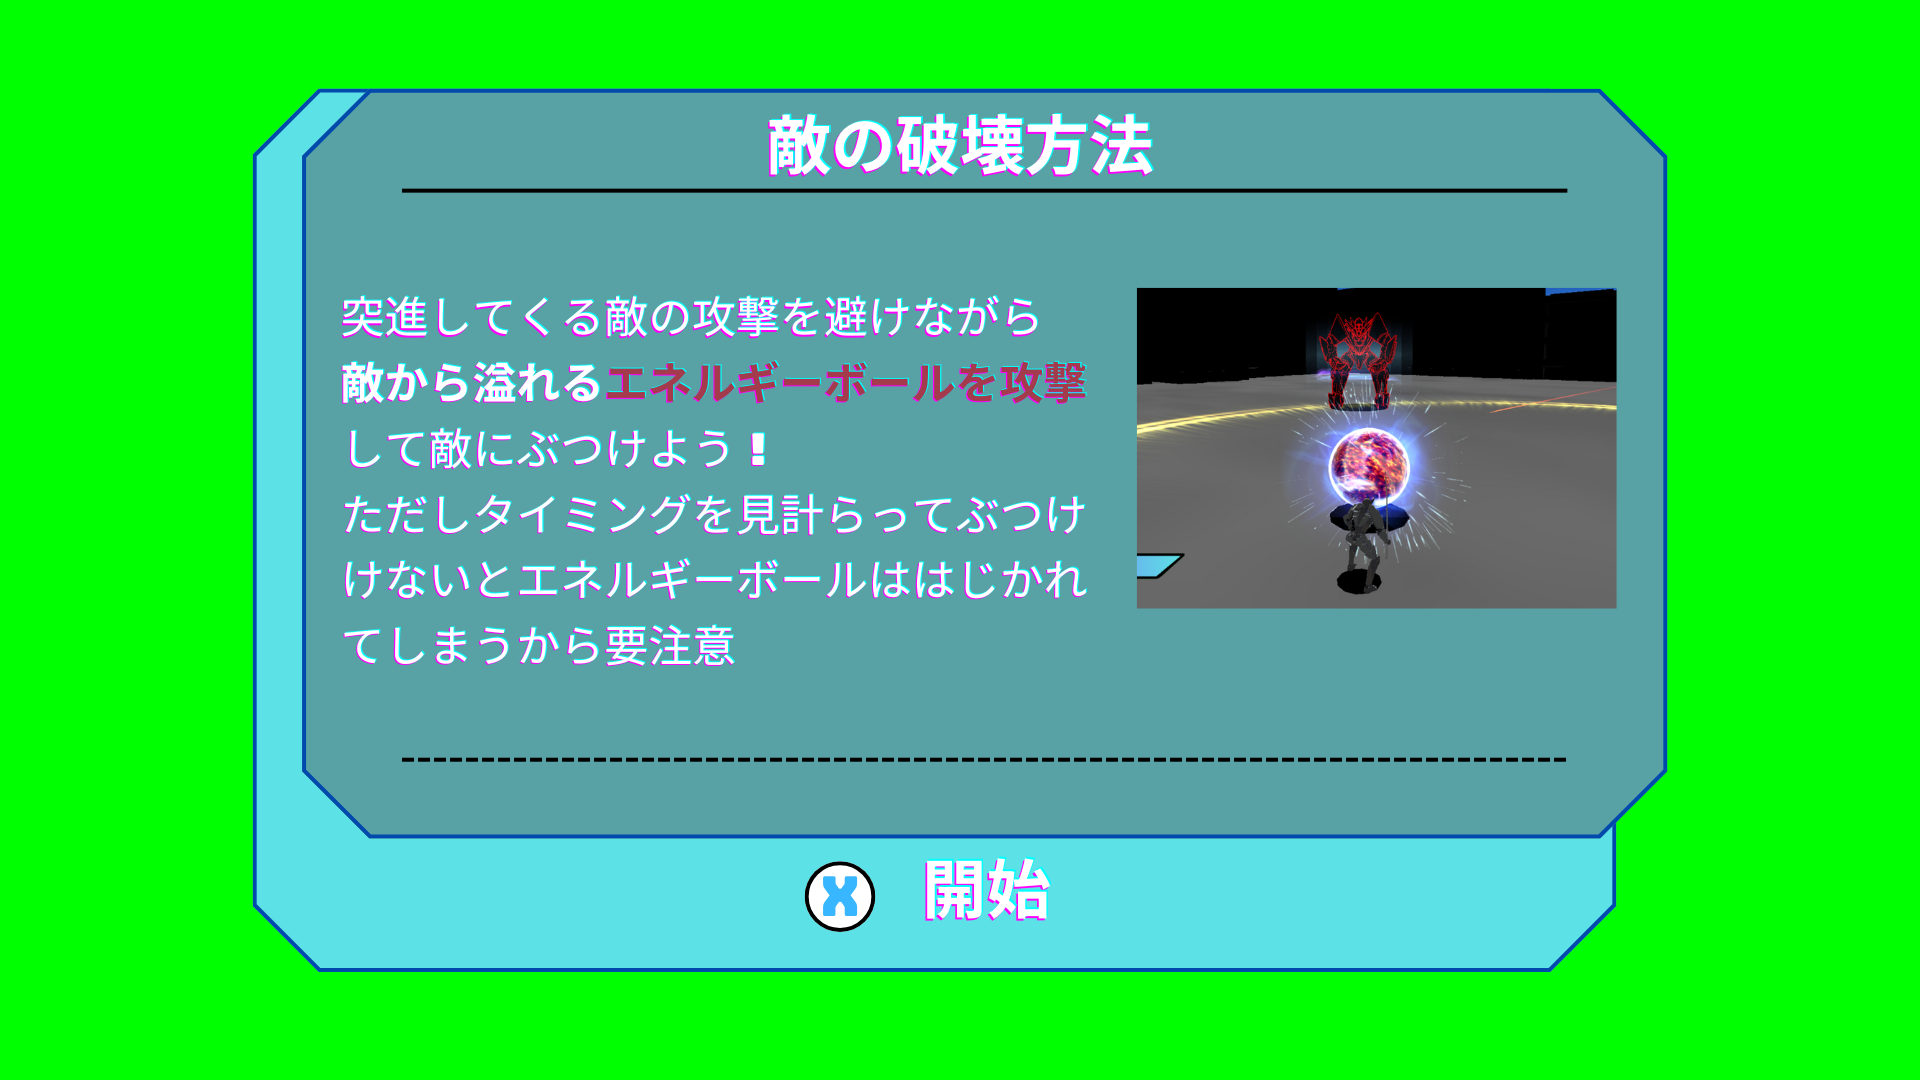 敵の破壊方法
突進してくる敵の攻撃を避けながら
敵から溢れるエネルギーボールを攻撃
して敵にぶつけよう！
ただしタイミングを見計らってぶつけ
けないとエネルギーボールははじかれ
てしまうから要注意
X 開始